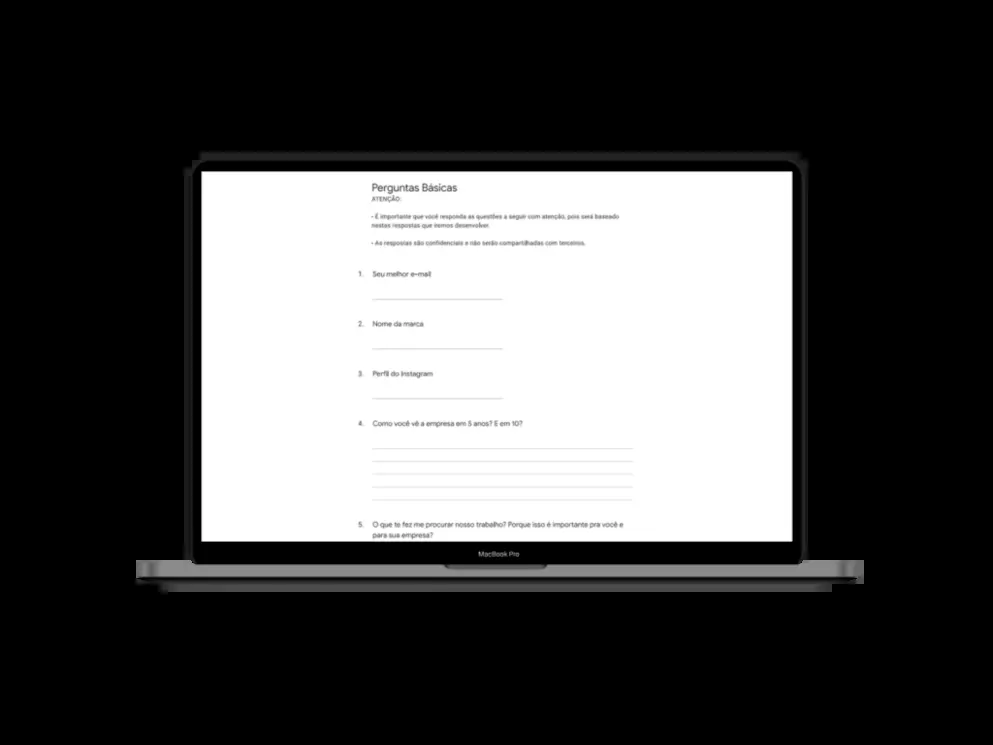 Perguntas Básicas
ATENÇÃO:
• É importante que você responda as questões a seguir com atenção, pois será baseado
nestas respostas que iremos desenvolver.
• As respostas são confidenciais e não serão compartilhadas com terceiros.
1. Seu melhor e-mail
2. Nome da marca
3. Perfil do Instagram
4. Como você vê a empresa em 5 anos? E em 10?
5. O que te fez me procurar nosso trabalho? Porque isso é importante pra você e
para sua empresa?
MacBook Pro